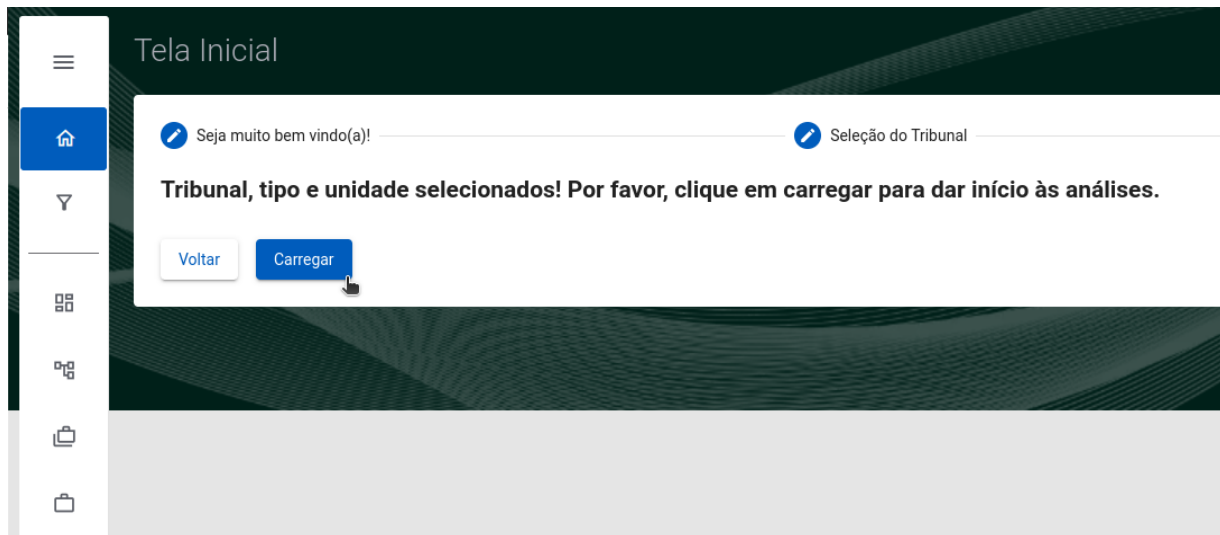 Tela Inicial
Seja muito bem vindo(a)!
Seleção do Tribunal
Tribunal, tipo e unidade selecionados! Por favor, clique em carregar para dar início às análises.
Voltar
Carregar